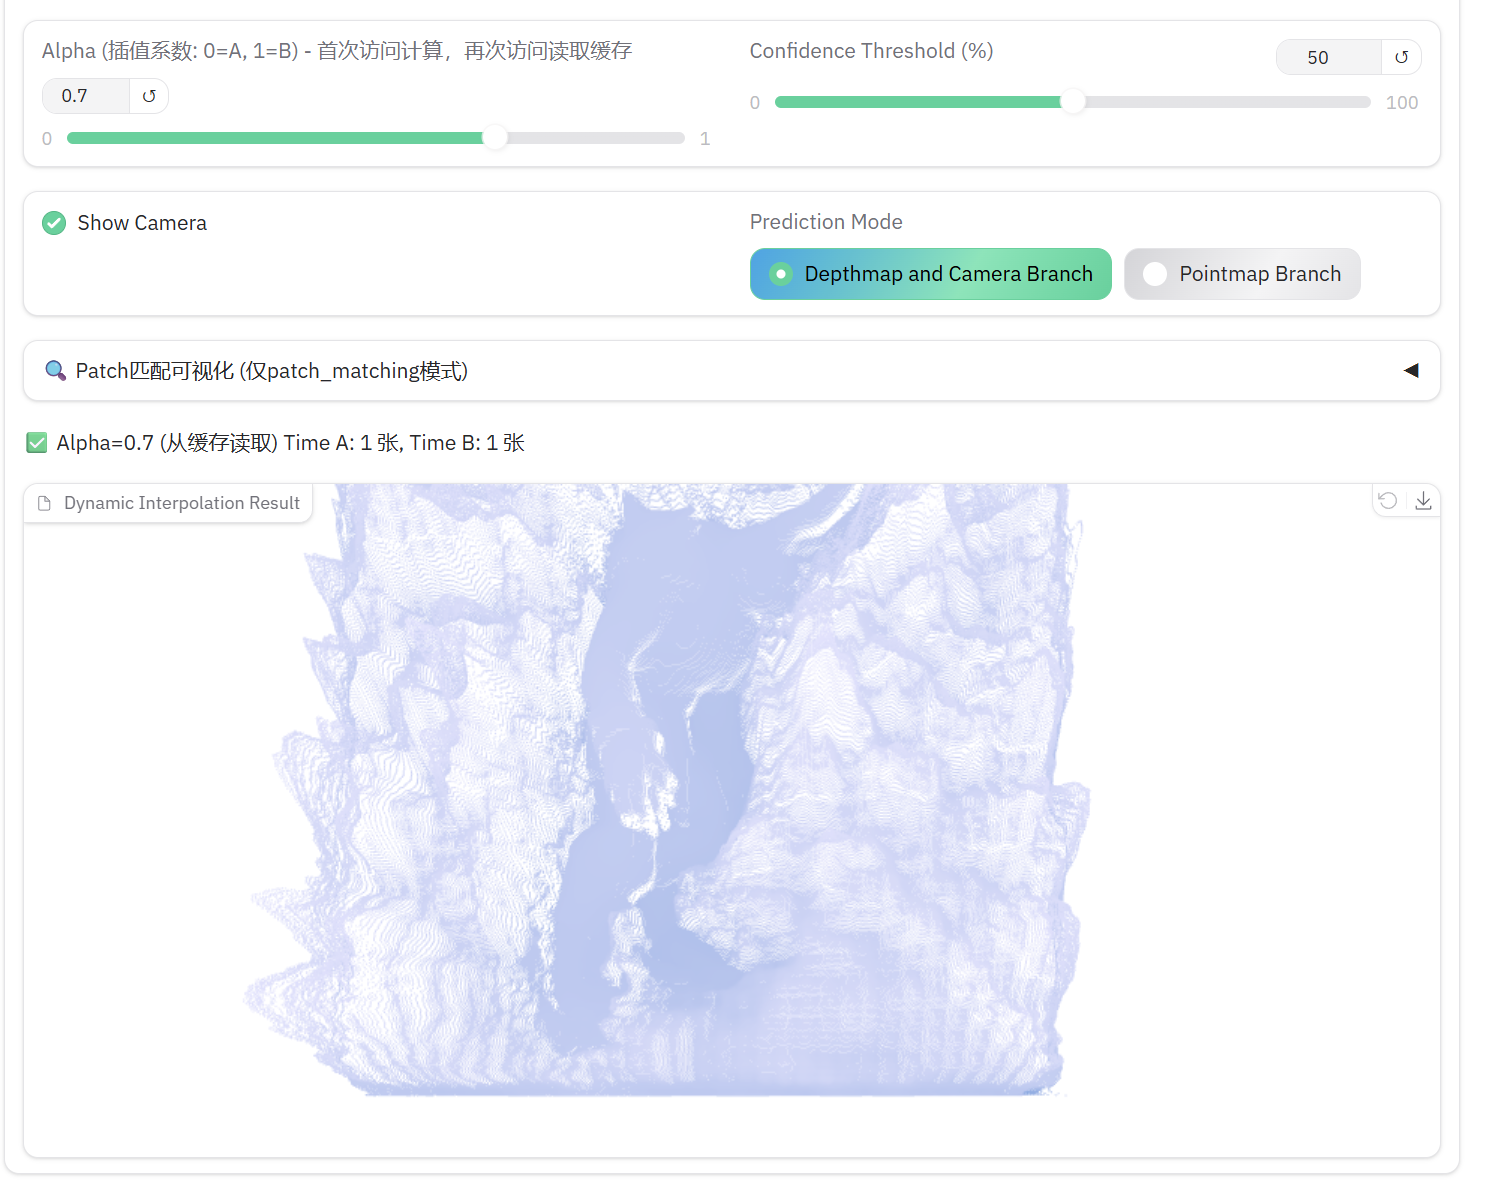 Alpha (插值系数: 0=A, 1=B) - 首次访问计算，再次访问读取缓存
0.7
↺
0
1
Confidence Threshold (%)
50
↺
0
100
Show Camera
Prediction Mode
Depthmap and Camera Branch
Pointmap Branch
🔍 Patch匹配可视化 (仅patch_matching模式)
◀
✅ Alpha=0.7 (从缓存读取) Time A: 1 张, Time B: 1 张
Dynamic Interpolation Result